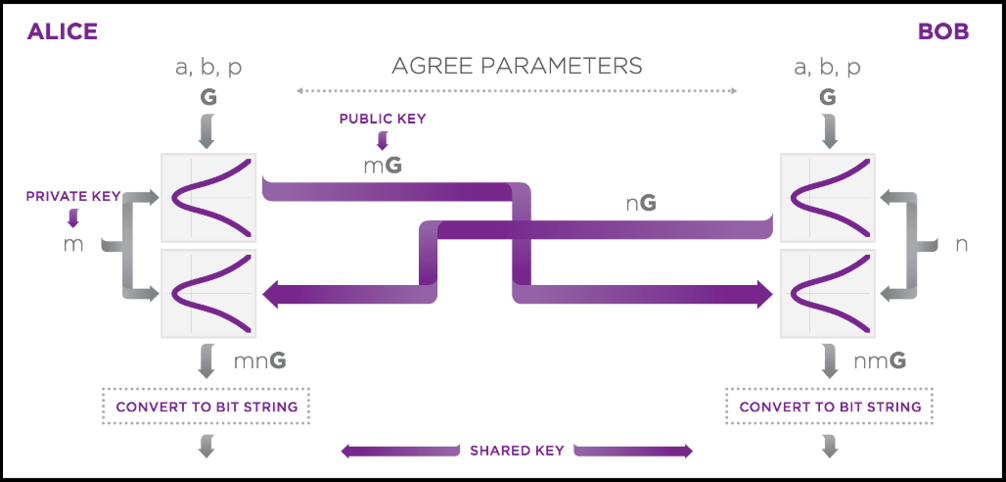 ALICE
BOB
a, b, p
AGREE PARAMETERS
a, b, p
G
G
PUBLIC KEY
mG
PRIVATE KEY
nG
m
n
mnG
nmG
CONVERT TO BIT STRING
CONVERT TO BIT STRING
SHARED KEY